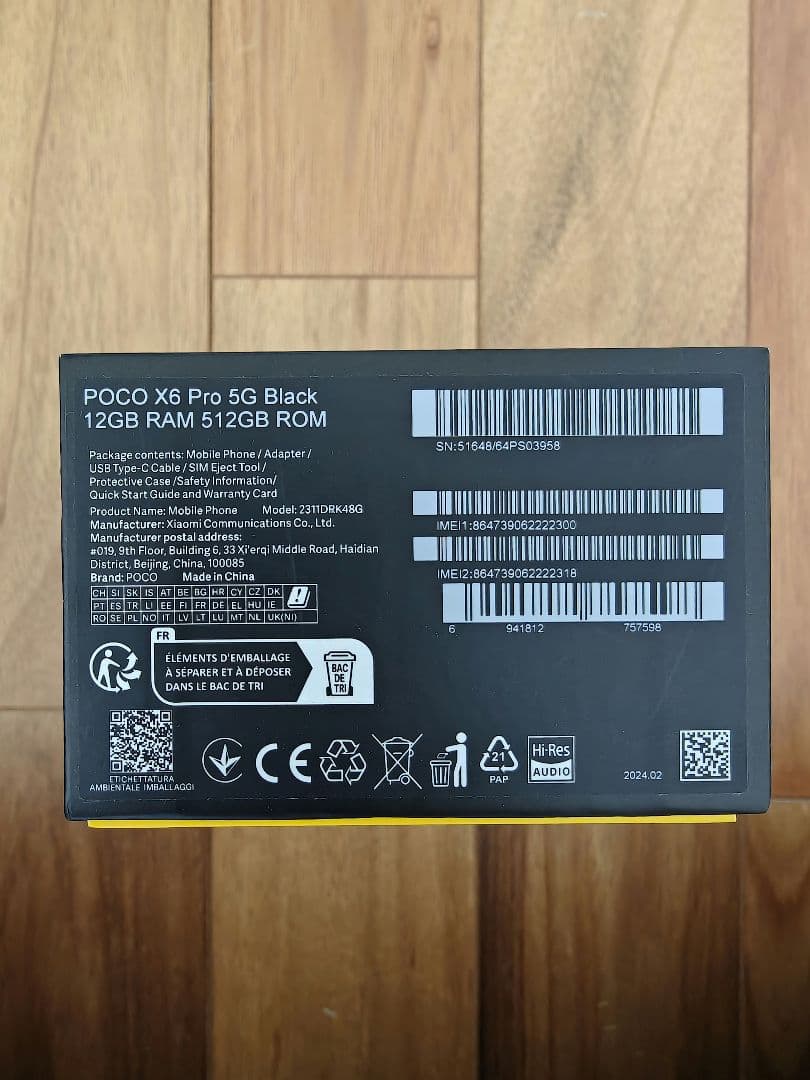 POCO X6 Pro 5G Black
12GB RAM 512GB ROM
Package contents: Mobile Phone / Adapter /
USB Type-C Cable / SIM Eject Tool /
Protective Case /Safety Information/
Quick Start Guide and Warranty Card
Product Name: Mobile Phone Model: 2311DRK48G
Manufacturer: Xiaomi Communications Co., Ltd.
Manufacturer postal address:
#019, 9th Floor, Building 6, 33 Xi'erqi Middle Road, Haidian
District, Beijing, China, 100085
Brand: POCO Made in China
CH SI SK IS AT BE BG HR CY CZ DK
PT ES TR LI EE FI FR DE EL HU IE
RO SE PL NO IT LV LT LU MT NL UK(NI)
FR
ÉLÉMENTS D'EMBALLAGE
À SÉPARER ET À DÉPOSER
DANS LE BAC DE TRI
BAC
DE
TRI
ETICHETTATURA
AMBIENTALE IMBALLAGGI
CE
21
PAP
Hi-Res
AUDIO
2024.02
SN:51648/64PS03958
IMEI1:864739062222300
IMEI2:864739062222318
6 941812 757598